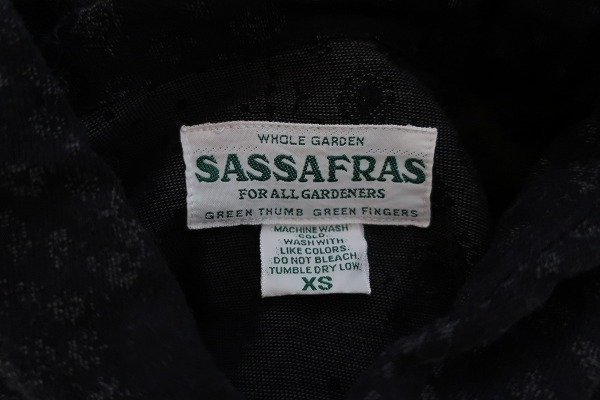 WHOLE GARDEN
SASSAFRAS
FOR ALL GARDENERS
GREEN THUMB GREEN FINGERS
MACHINE WASH
COLD.
WASH WITH
LIKE COLORS.
DO NOT BLEACH.
TUMBLE DRY LOW.
XS